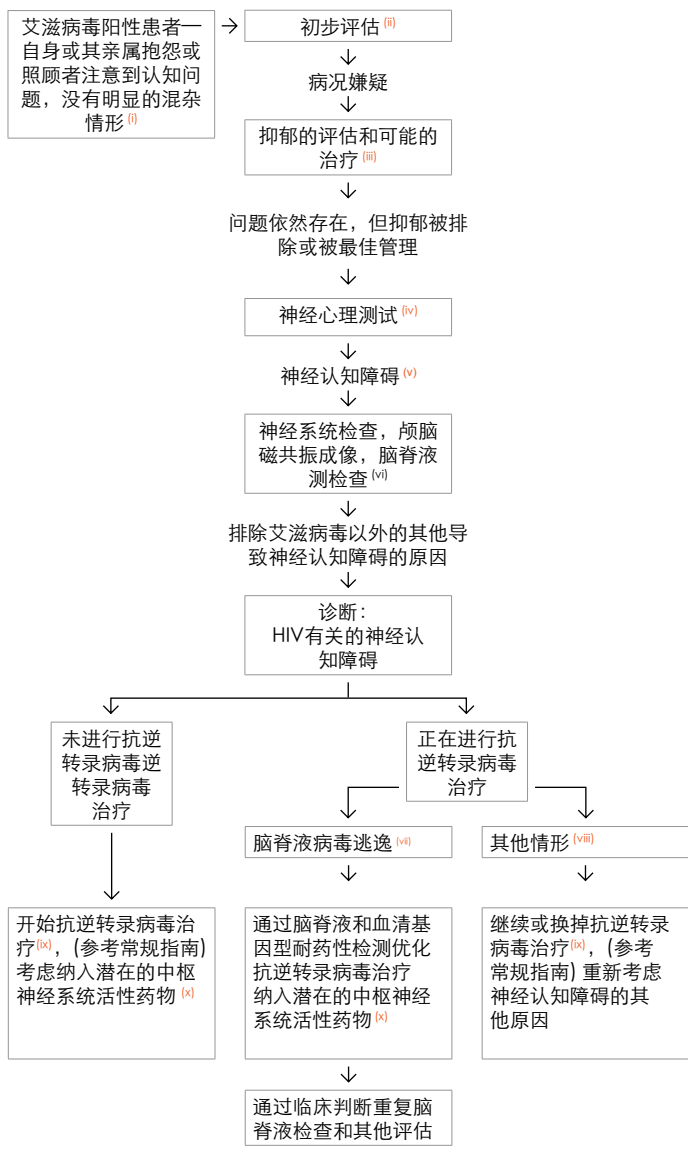 艾滋病毒阳性患者—
自身或其亲属抱怨或
照顾者注意到认知问
题，没有明显的混杂
情形(i)
初步评估(ii)
病况嫌疑
抑郁的评估和可能的
治疗(iii)
问题依然存在，但抑郁被排
除或被最佳管理
神经心理测试(iv)
神经认知障碍(v)
神经系统检查，颅脑
磁共振成像，脑脊液
测检查(vi)
排除艾滋病毒以外的其他导
致神经认知障碍的原因
诊断：
HIV有关的神经认
知障碍
未进行抗逆
转录病毒逆
转录病毒
治疗
正在进行抗
逆转录病毒
治疗
脑脊液病毒逃逸(vii)
其他情形(viii)
开始抗逆转录病毒治
疗(ix)，(参考常规指南)
考虑纳入潜在的中枢
神经系统活性药物(x)
通过脑脊液和血清基
因型耐药性检测优化
抗逆转录病毒治疗
纳入潜在的中枢神经
系统活性药物(x)
继续或换掉抗逆转录
病毒治疗(ix)，(参考
常规指南) 重新考虑
神经认知障碍的其
他原因
通过临床判断重复脑
脊液检查和其他评估